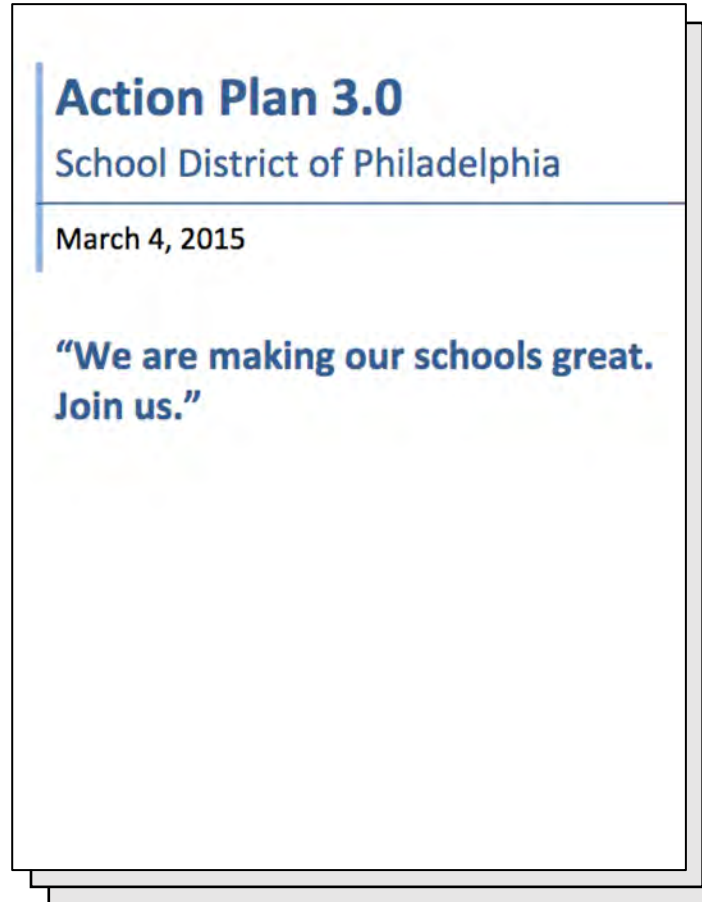 Action Plan 3.0
School District of Philadelphia
March 4, 2015
“We are making our schools great.
Join us.”